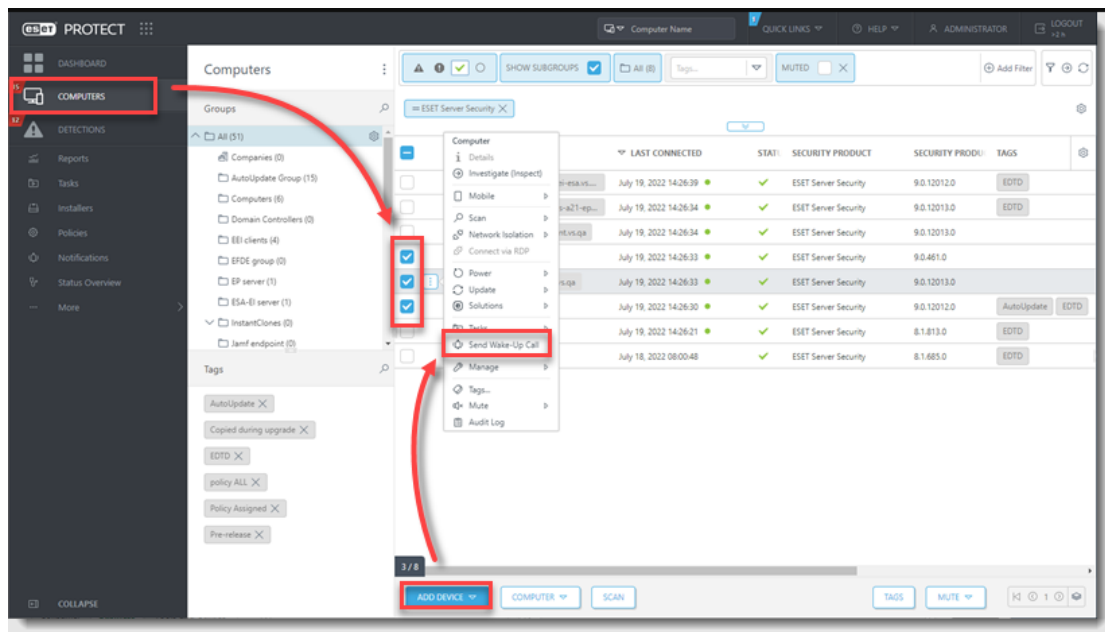 eset PROTECT
Computer Name
QUICK LINKS
HELP
ADMINISTRATOR
LOGOUT
>2 h
DASHBOARD
COMPUTERS
DETECTIONS
Reports
Tasks
Installers
Policies
Notifications
Status Overview
More
COLLAPSE
Computers
Groups
All (51)
Companies (0)
AutoUpdate Group (15)
Computers (6)
Domain Controllers (0)
EEI clients (4)
EFDE group (0)
EP server (1)
ESA-EI server (1)
InstantClones (0)
Jamf endpoint (0)
Tags
AutoUpdate
Copied during upgrade
EDTD
policy ALL
Policy Assigned
Pre-release
SHOW SUBGROUPS
All (8)
Tags...
MUTED
Add Filter
= ESET Server Security
LAST CONNECTED
SECURITY PRODUCT
SECURITY PRODU
TAGS
July 19, 2022 14:26:39 ESET Server Security 9.0.12012.0 EDTD
July 19, 2022 14:26:34 ESET Server Security 9.0.12013.0 EDTD
July 19, 2022 14:26:34 ESET Server Security 9.0.12013.0
July 19, 2022 14:26:33 ESET Server Security 9.0.461.0
July 19, 2022 14:26:33 ESET Server Security 9.0.12013.0
July 19, 2022 14:26:30 ESET Server Security 9.0.12012.0 AutoUpdate EDTD
July 19, 2022 14:26:21 ESET Server Security 8.1.813.0 EDTD
July 18, 2022 08:00:48 ESET Server Security 8.1.685.0 EDTD
Computer
Details
Investigate (Inspect)
Mobile
Scan
Network Isolation
Connect via RDP
Power
Update
Solutions
Tasks
Send Wake-Up Call
Manage
Tags...
Mute
Audit Log
3 / 8
ADD DEVICE
COMPUTER
SCAN
TAGS
MUTE
1